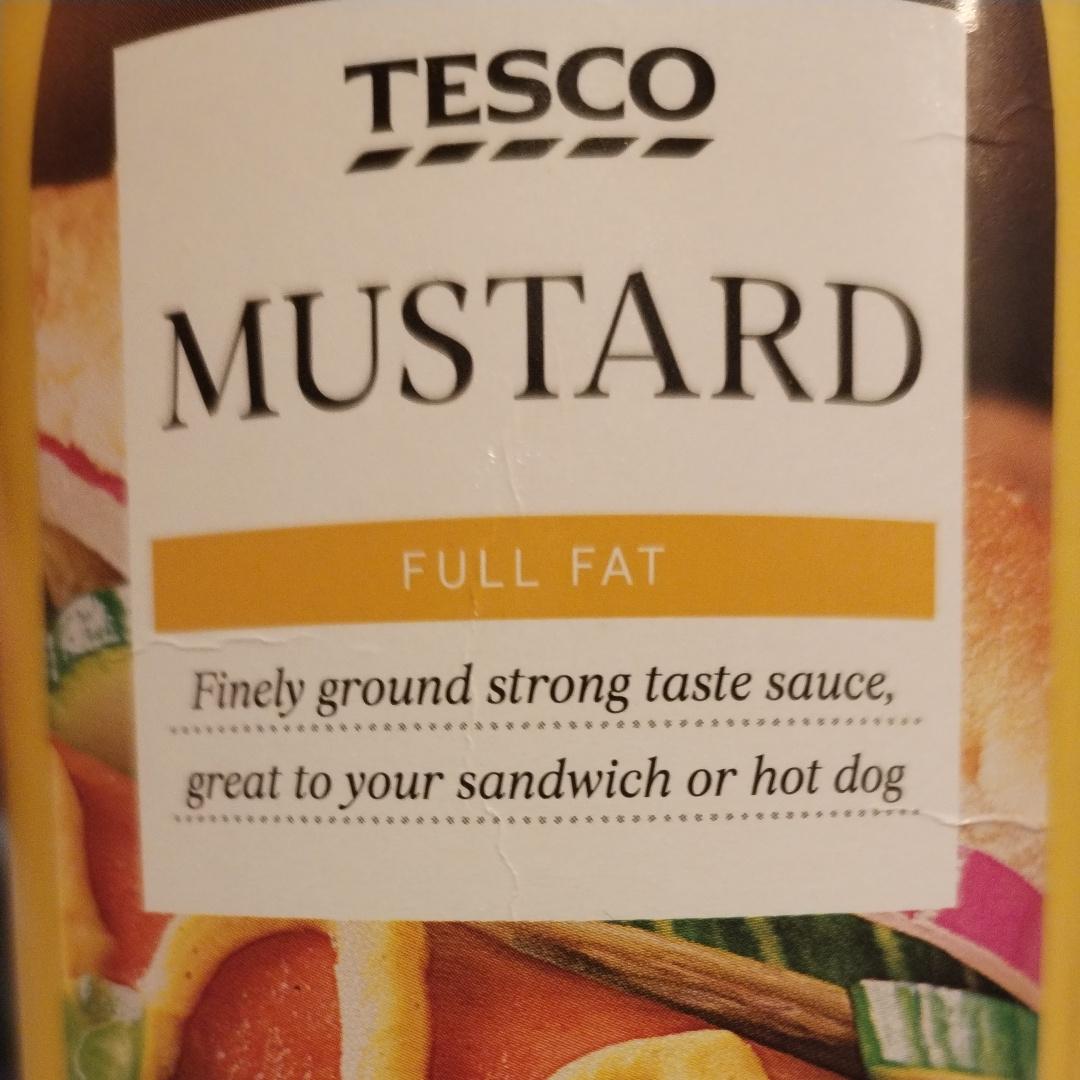 TESCO
MUSTARD
FULL FAT
Finely ground strong taste sauce,
great to your sandwich or hot dog